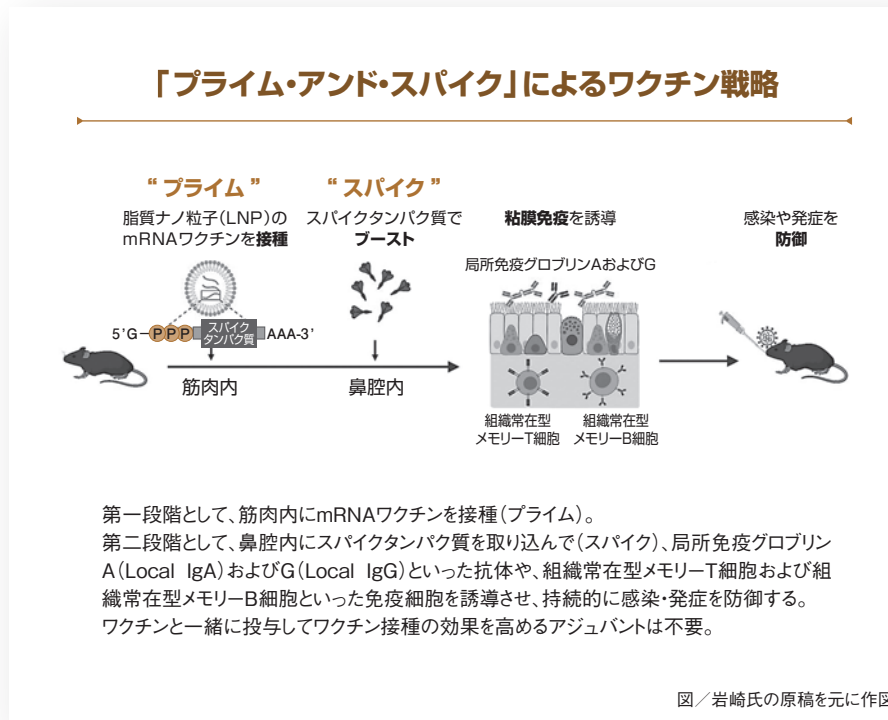 「プライム・アンド・スパイク」によるワクチン戦略
“ プライム ”
脂質ナノ粒子(LNP)の
mRNAワクチンを接種
5’G-PPP スパイク
タンパク質 AAA-3’
筋肉内
“ スパイク ”
スパイクタンパク質で
ブースト
鼻腔内
粘膜免疫を誘導
局所免疫グロブリンAおよびG
組織常在型
メモリーT細胞
組織常在型
メモリーB細胞
感染や発症を
防御
第一段階として、筋肉内にmRNAワクチンを接種(プライム)。
第二段階として、鼻腔内にスパイクタンパク質を取り込んで(スパイク)、局所免疫グロブリン
A(Local IgA)およびG(Local IgG)といった抗体や、組織常在型メモリーT細胞および組
織常在型メモリーB細胞といった免疫細胞を誘導させ、持続的に感染・発症を防御する。
ワクチンと一緒に投与してワクチン接種の効果を高めるアジュバントは不要。
図／岩崎氏の原稿を元に作図